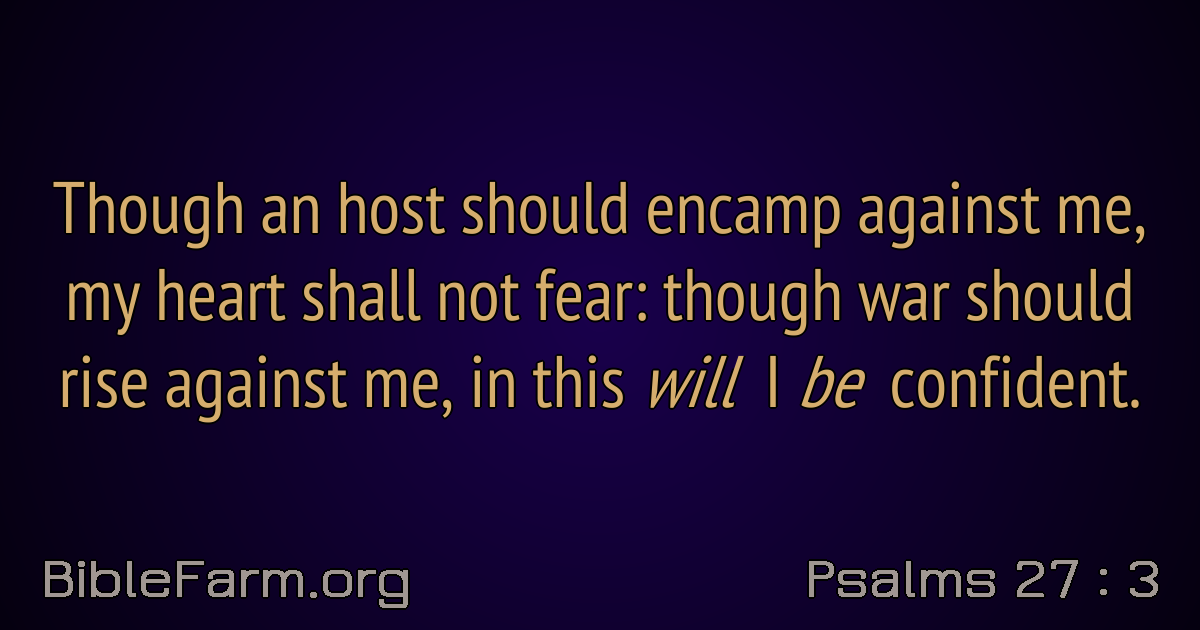 Though an host should encamp against me,
my heart shall not fear: though war should
rise against me, in this will I be confident.
BibleFarm.org
Psalms 27 : 3